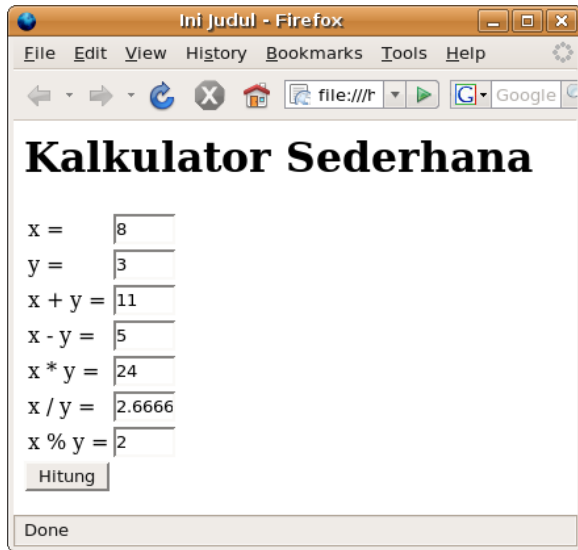 Ini Judul - Firefox
File Edit View History Bookmarks Tools Help
file:///h G Google
Kalkulator Sederhana
x = 8
y = 3
x + y = 11
x - y = 5
x * y = 24
x / y = 2.6666
x % y = 2
Hitung
Done